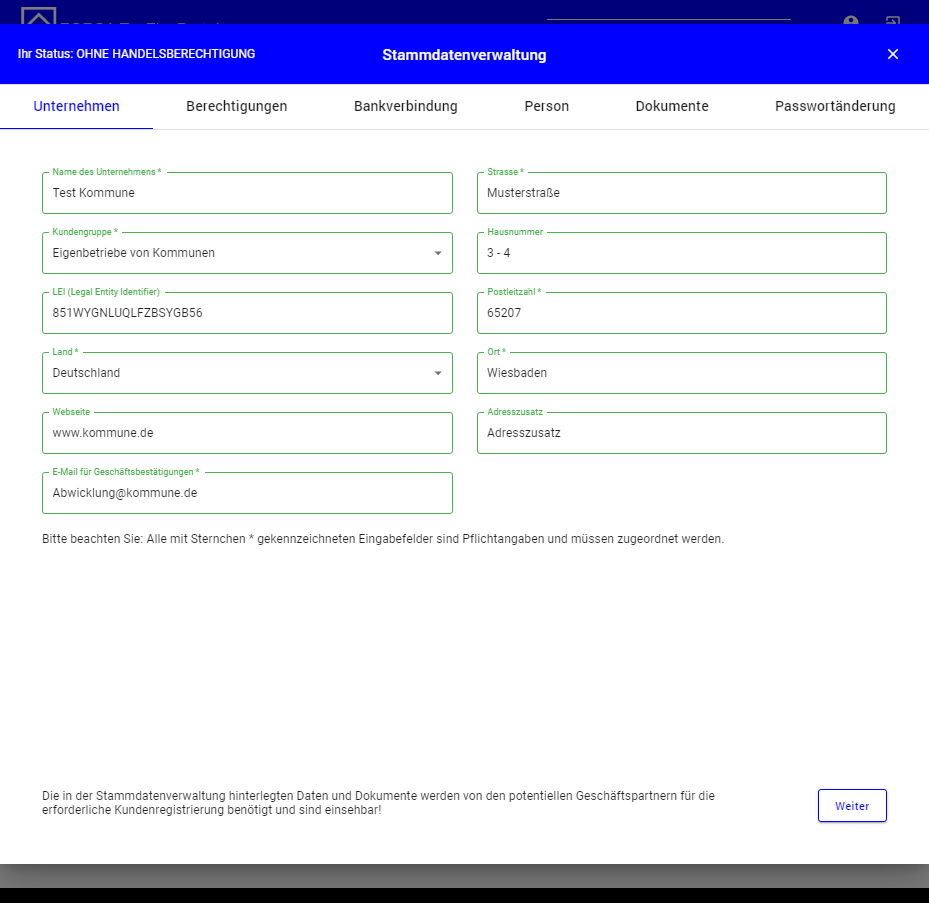 Ihr Status: OHNE HANDELSBERECHTIGUNG
Stammdatenverwaltung
Unternehmen
Berechtigungen
Bankverbindung
Person
Dokumente
Passwortänderung
Name des Unternehmens *
Test Kommune
Strasse *
Musterstraße
Kundengruppe *
Eigenbetriebe von Kommunen
Hausnummer
3 - 4
LEI (Legal Entity Identifier)
851WYGNLUQLFZBSYGB56
Postleitzahl *
65207
Land *
Deutschland
Ort *
Wiesbaden
Webseite
www.kommune.de
Adresszusatz
Adresszusatz
E-Mail für Geschäftsbestätigungen *
Abwicklung@kommune.de
Bitte beachten Sie: Alle mit Sternchen * gekennzeichneten Eingabefelder sind Pflichtangaben und müssen zugeordnet werden.
Die in der Stammdatenverwaltung hinterlegten Daten und Dokumente werden von den potentiellen Geschäftspartnern für die
erforderliche Kundenregistrierung benötigt und sind einsehbar!
Weiter